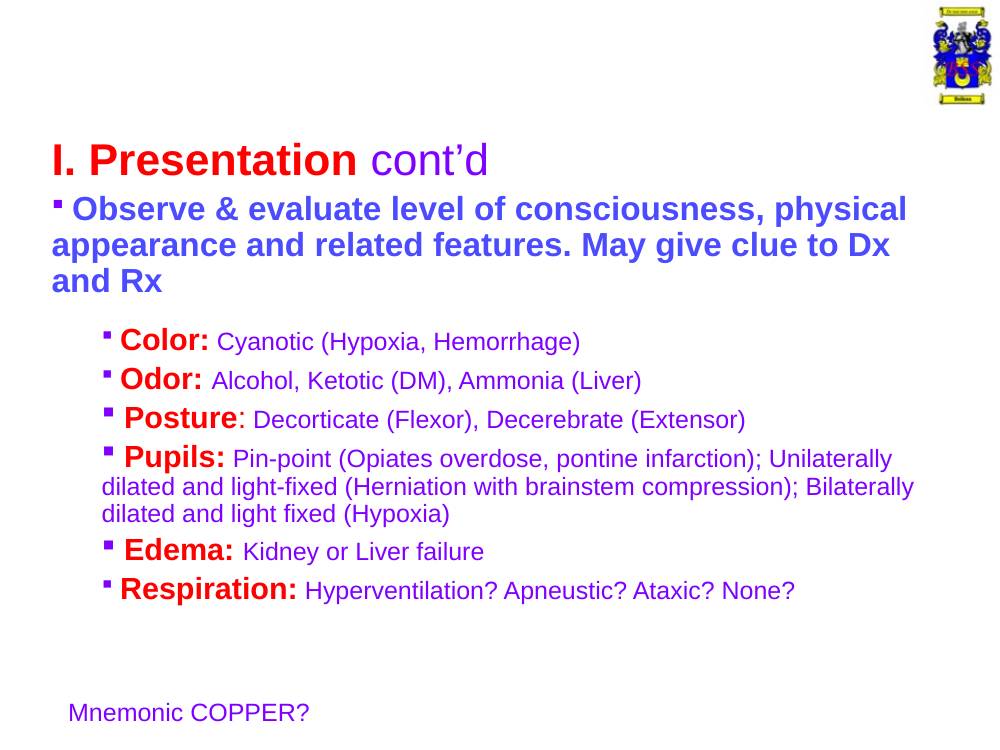 I. Presentation cont’d
▪ Observe & evaluate level of consciousness, physical
appearance and related features. May give clue to Dx
and Rx
▪ Color: Cyanotic (Hypoxia, Hemorrhage)
▪ Odor: Alcohol, Ketotic (DM), Ammonia (Liver)
▪ Posture: Decorticate (Flexor), Decerebrate (Extensor)
▪ Pupils: Pin-point (Opiates overdose, pontine infarction); Unilaterally
dilated and light-fixed (Herniation with brainstem compression); Bilaterally
dilated and light fixed (Hypoxia)
▪ Edema: Kidney or Liver failure
▪ Respiration: Hyperventilation? Apneustic? Ataxic? None?
Mnemonic COPPER?